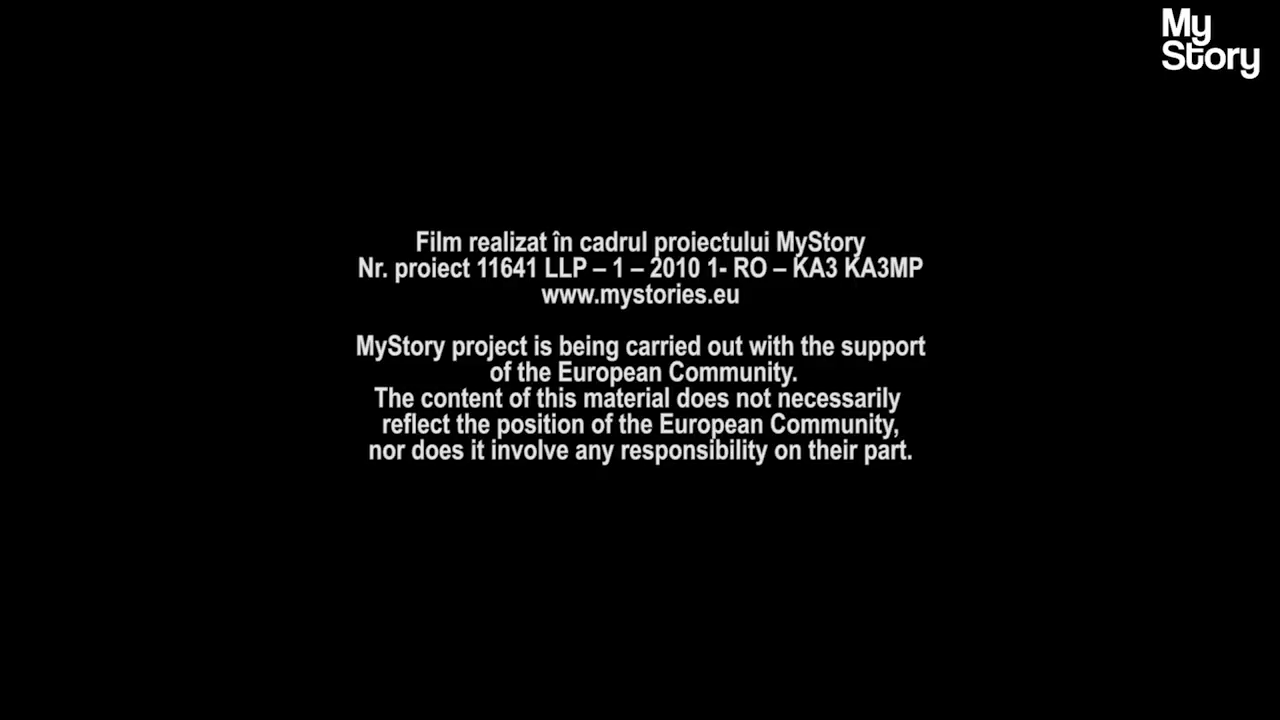 My
Story
Film realizat în cadrul proiectului MyStory
Nr. proiect 11641 LLP – 1 – 2010 1- RO – KA3 KA3MP
www.mystories.eu
MyStory project is being carried out with the support
of the European Community.
The content of this material does not necessarily
reflect the position of the European Community,
nor does it involve any responsibility on their part.